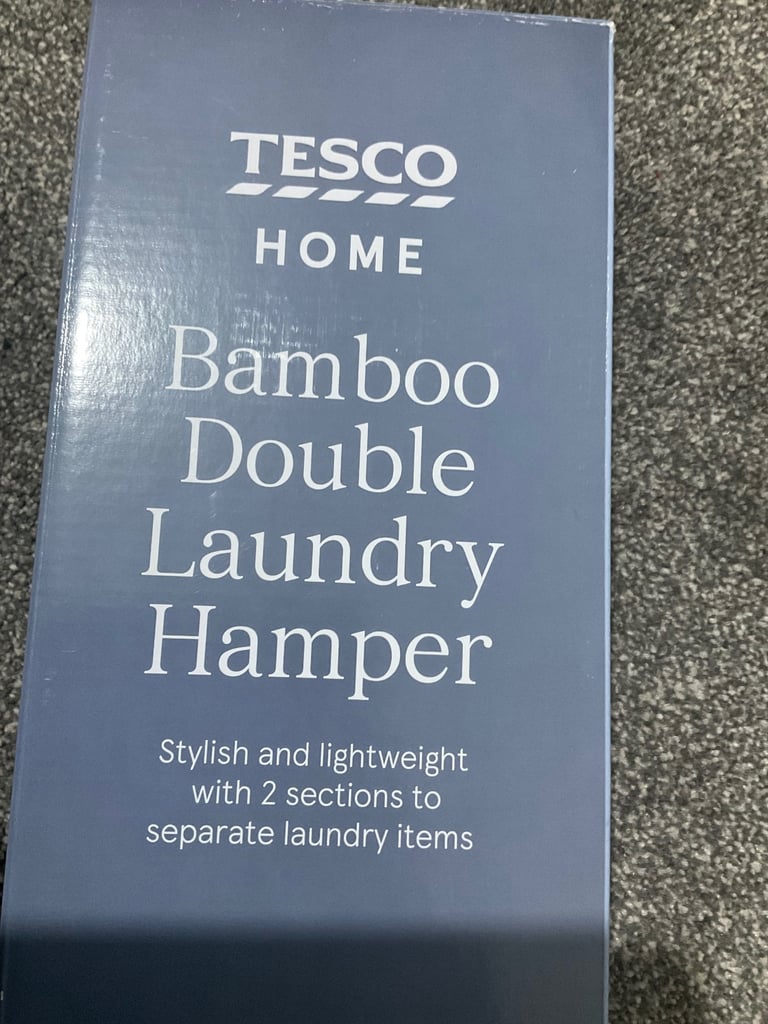 TESCO
HOME
Bamboo
Double
Laundry
Hamper
Stylish and lightweight
with 2 sections to
separate laundry items